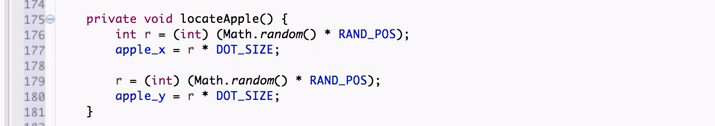 174
175 private void locateApple() {
176 int r = (int) (Math.random() * RAND_POS);
177 apple_x = r * DOT_SIZE;
178
179 r = (int) (Math.random() * RAND_POS);
180 apple_y = r * DOT_SIZE;
181 }